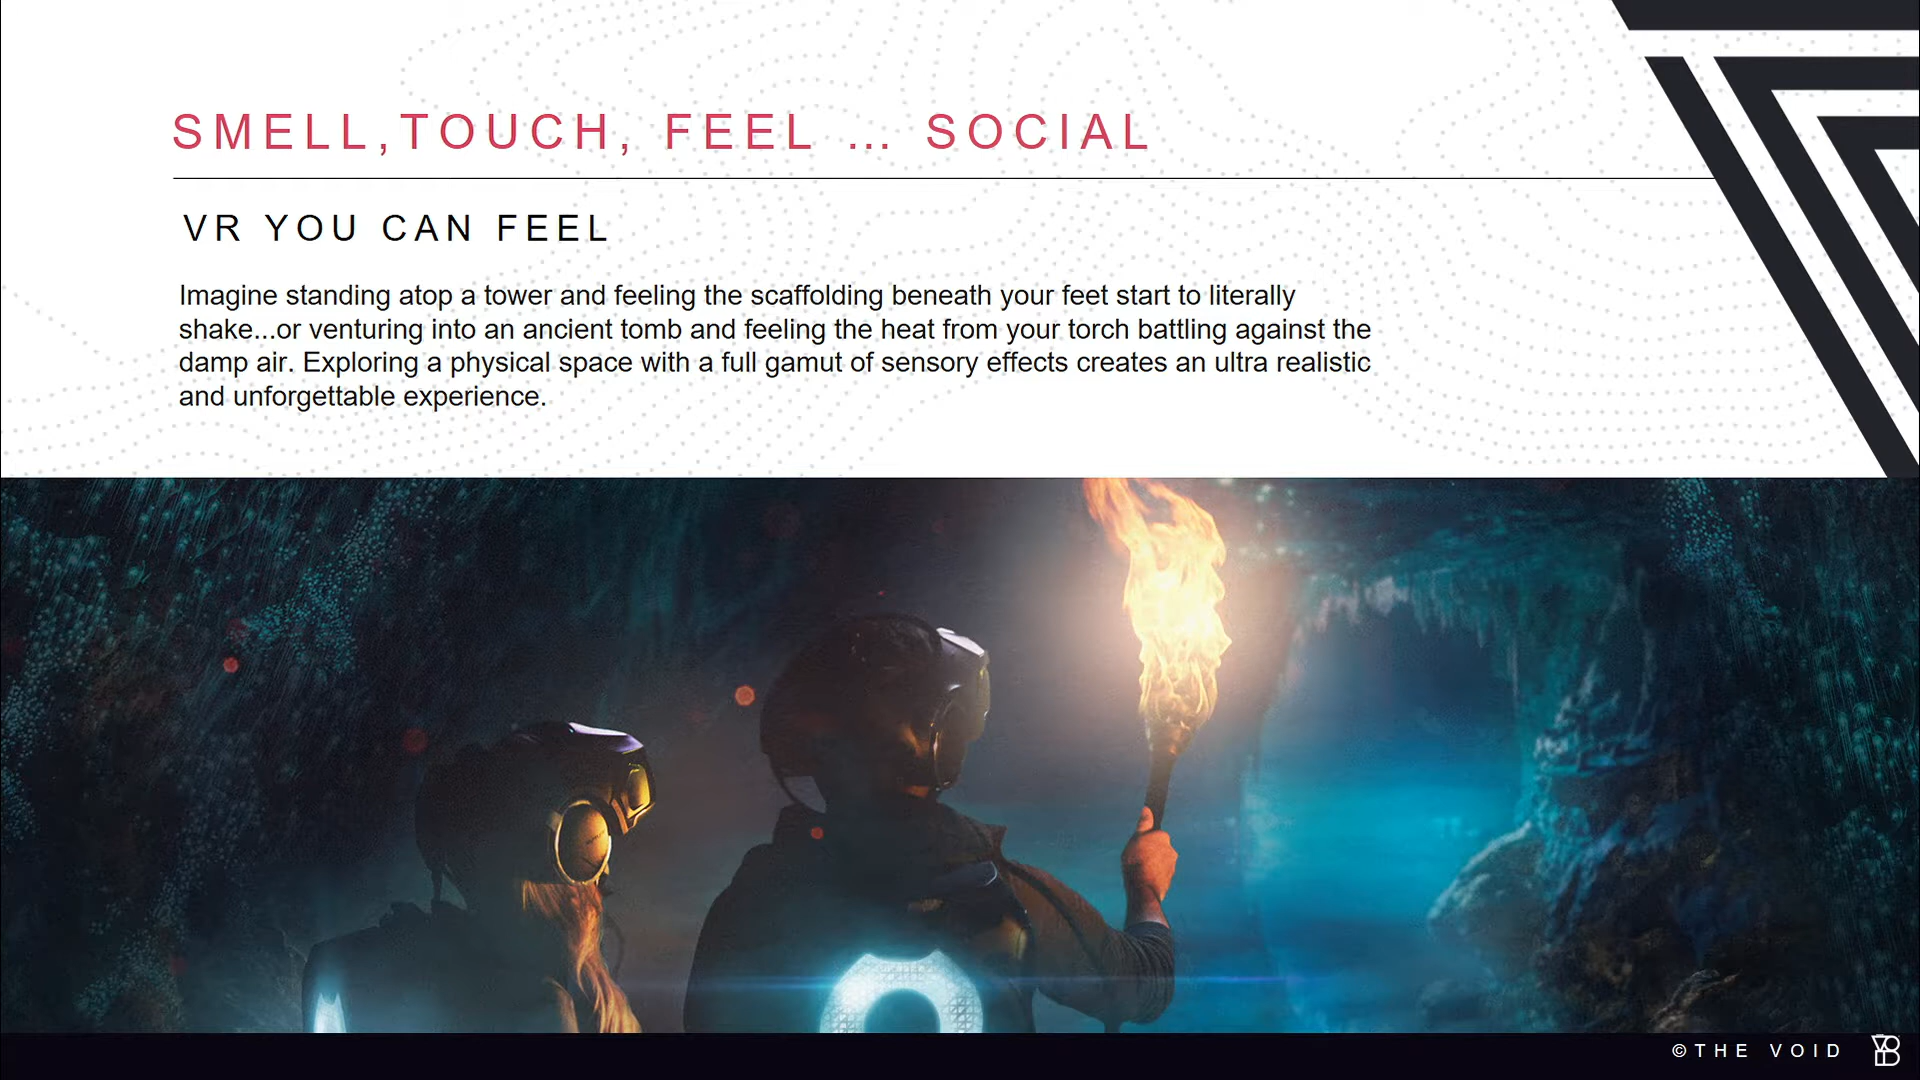 SMELL,TOUCH, FEEL ... SOCIAL
VR YOU CAN FEEL
Imagine standing atop a tower and feeling the scaffolding beneath your feet start to literally
shake...or venturing into an ancient tomb and feeling the heat from your torch battling against the
damp air. Exploring a physical space with a full gamut of sensory effects creates an ultra realistic
and unforgettable experience.
©THE VOID